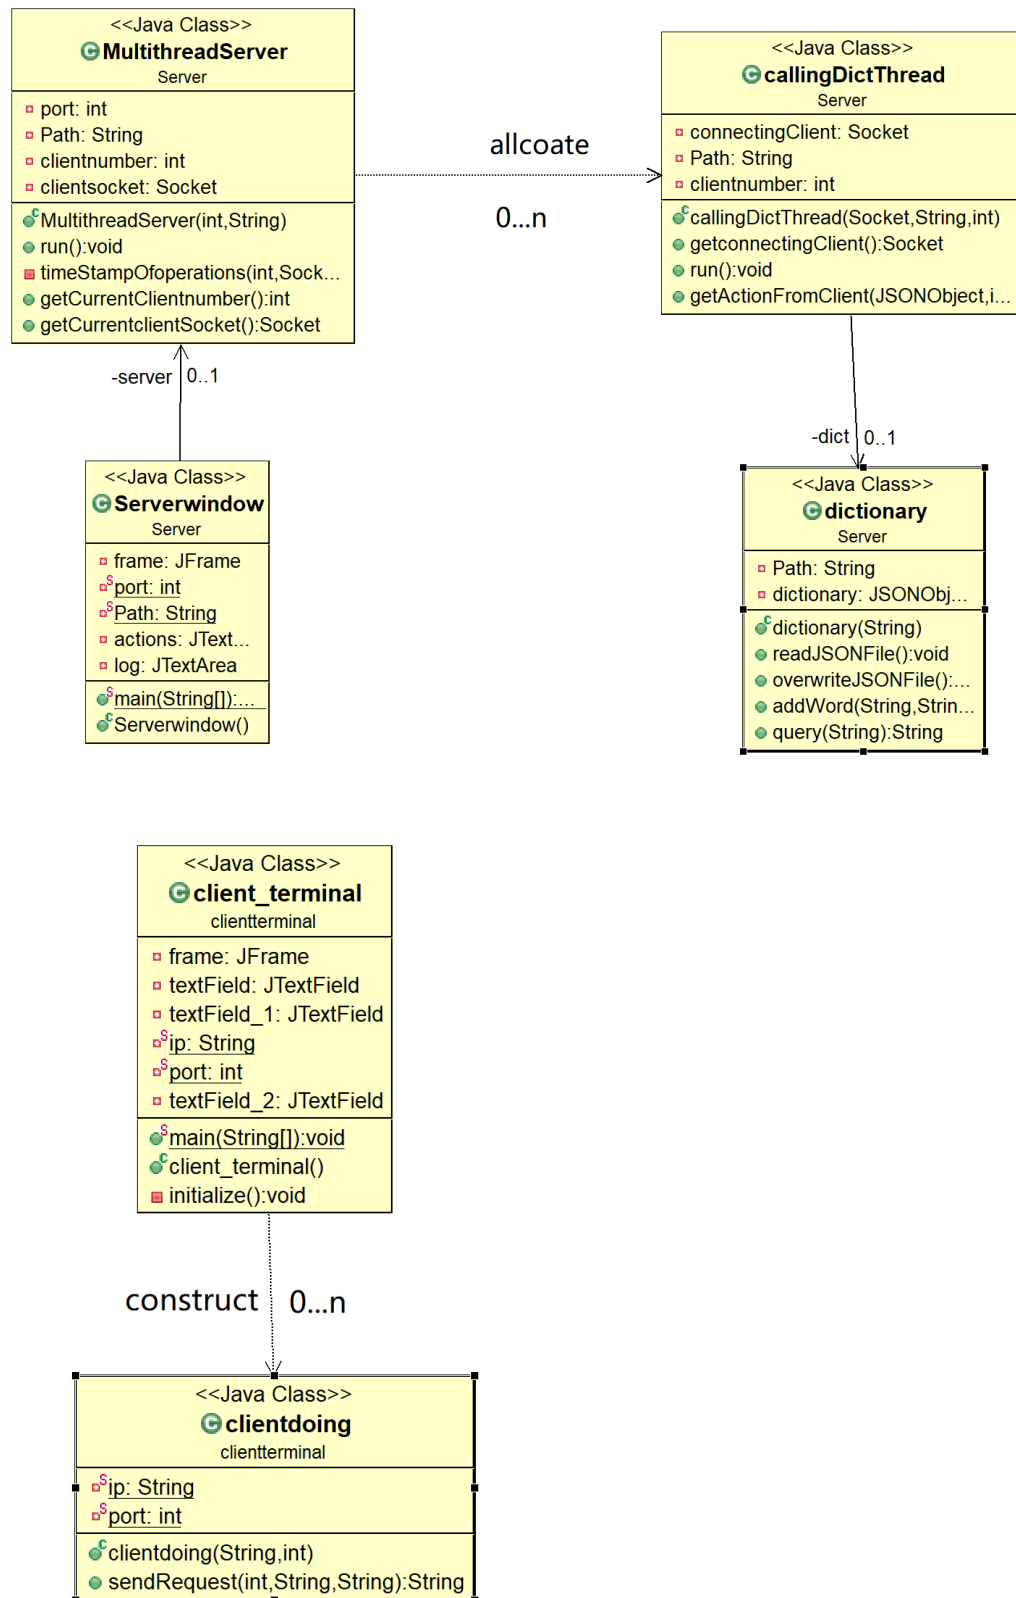 <<Java Class>>
MultithreadServer
Server
port: int
Path: String
clientnumber: int
clientsocket: Socket
MultithreadServer(int,String)
run():void
timeStampOfoperations(int,Sock...
getCurrentClientnumber():int
getCurrentclientSocket():Socket
allcoate
0...n
<<Java Class>>
callingDictThread
Server
connectingClient: Socket
Path: String
clientnumber: int
callingDictThread(Socket,String,int)
getconnectingClient():Socket
run():void
getActionFromClient(JSONObject,i...
-server 0..1
-dict 0..1
<<Java Class>>
Serverwindow
Server
frame: JFrame
port: int
Path: String
actions: JText...
log: JTextArea
main(String[]):...
Serverwindow()
<<Java Class>>
dictionary
Server
Path: String
dictionary: JSONObj...
dictionary(String)
readJSONFile():void
overwriteJSONFile():...
addWord(String,Strin...
query(String):String
<<Java Class>>
client_terminal
clientterminal
frame: JFrame
textField: JTextField
textField_1: JTextField
ip: String
port: int
textField_2: JTextField
main(String[]):void
client_terminal()
initialize():void
construct 0...n
<<Java Class>>
clientdoing
clientterminal
ip: String
port: int
clientdoing(String,int)
sendRequest(int,String,String):String